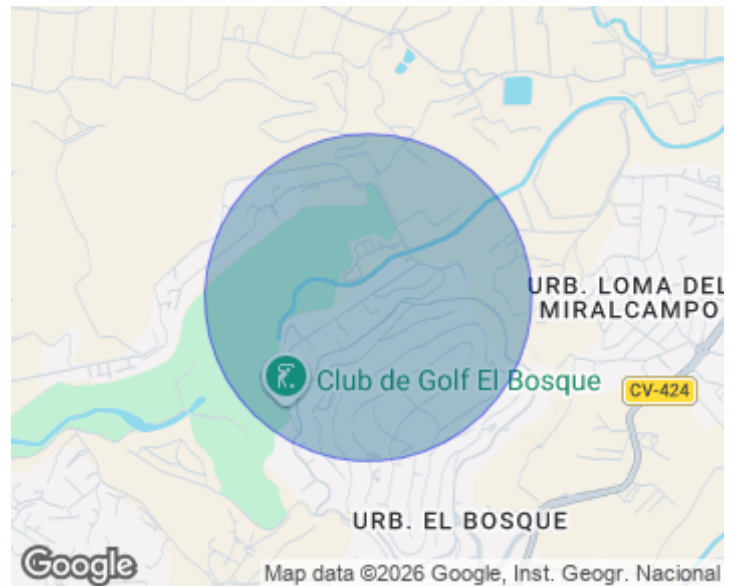 URB. LOMA DEL
MIRALCAMPO
Club de Golf El Bosque
CV-424
URB. EL BOSQUE
Google
Map data ©2026 Google, Inst. Geogr. Nacional